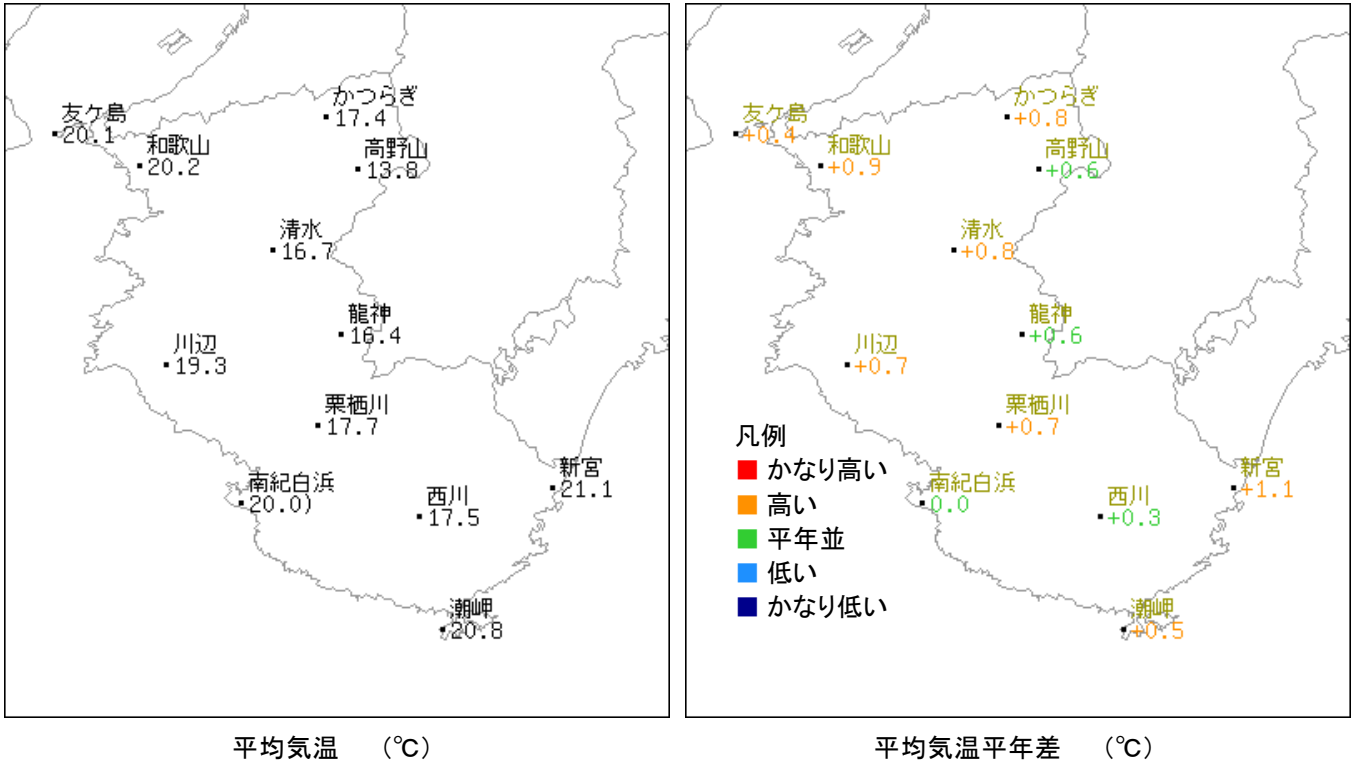 かつらぎ
17.4
友ケ島
20.1
和歌山
20.2
高野山
13.8
清水
16.7
龍神
16.4
川辺
19.3
栗栖川
17.7
新宮
21.1
南紀白浜
20.0)
西川
17.5
潮岬
20.8
平均気温 (℃)
かつらぎ
+0.8
友ケ島
+0.4
和歌山
+0.9
高野山
+0.6
清水
+0.8
龍神
+0.6
川辺
+0.7
栗栖川
+0.7
新宮
+1.1
南紀白浜
0.0
西川
+0.3
潮岬
+0.5
凡例
かなり高い
高い
平年並
低い
かなり低い
平均気温平年差 (℃)